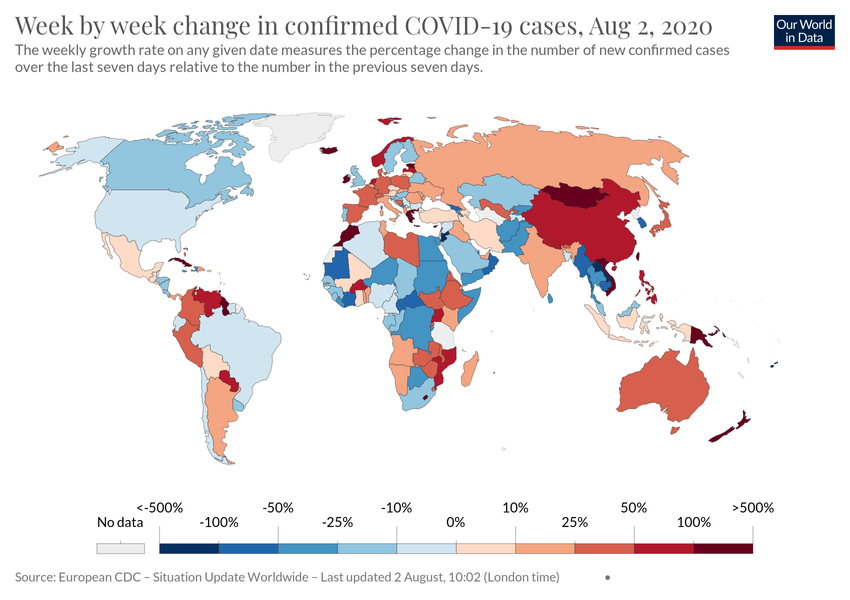 Week by week change in confirmed COVID-19 cases, Aug 2, 2020
Our World
in Data
The weekly growth rate on any given date measures the percentage change in the number of new confirmed cases
over the last seven days relative to the number in the previous seven days.
<-500% -50% -10% 10% 50% >500%
No data -100% -25% 0% 25% 100%
Source: European CDC – Situation Update Worldwide – Last updated 2 August, 10:02 (London time)